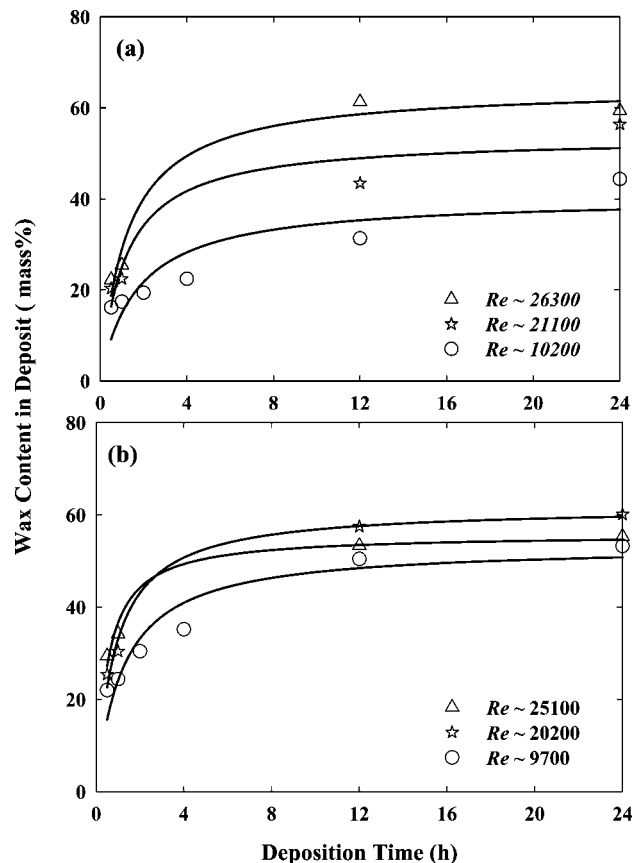 80
(a)
60
40
20
Re ~ 26300
Re ~ 21100
Re ~ 10200
0
0 4 8 12 16 20 24
Wax Content in Deposit ( mass%)
80
(b)
60
40
20
Re ~ 25100
Re ~ 20200
Re ~ 9700
0
0 4 8 12 16 20 24
Deposition Time (h)